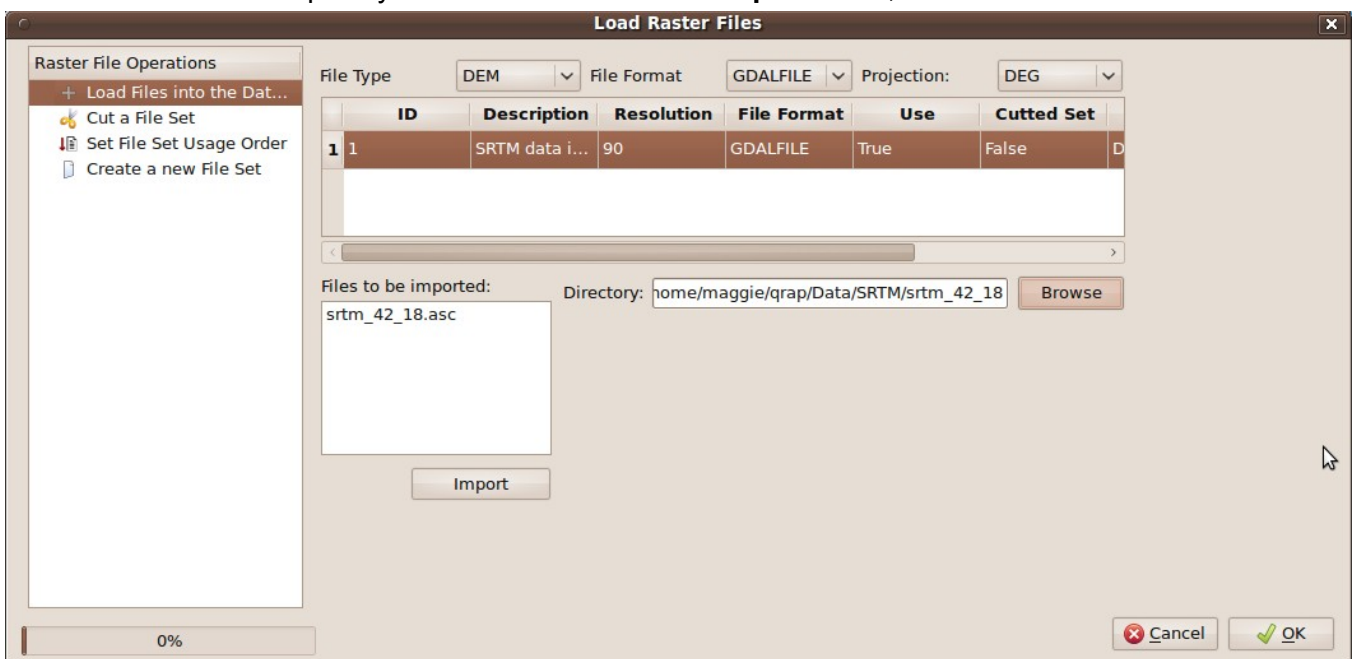 Load Raster Files
Raster File Operations
Load Files into the Dat...
Cut a File Set
Set File Set Usage Order
Create a new File Set
File Type DEM File Format GDALFILE Projection: DEG
ID Description Resolution File Format Use Cutted Set
1 1 SRTM data i... 90 GDALFILE True False D
Files to be imported:
Directory: home/maggie/qrap/Data/SRTM/srtm_42_18 Browse
srtm_42_18.asc
Import
0%
Cancel OK